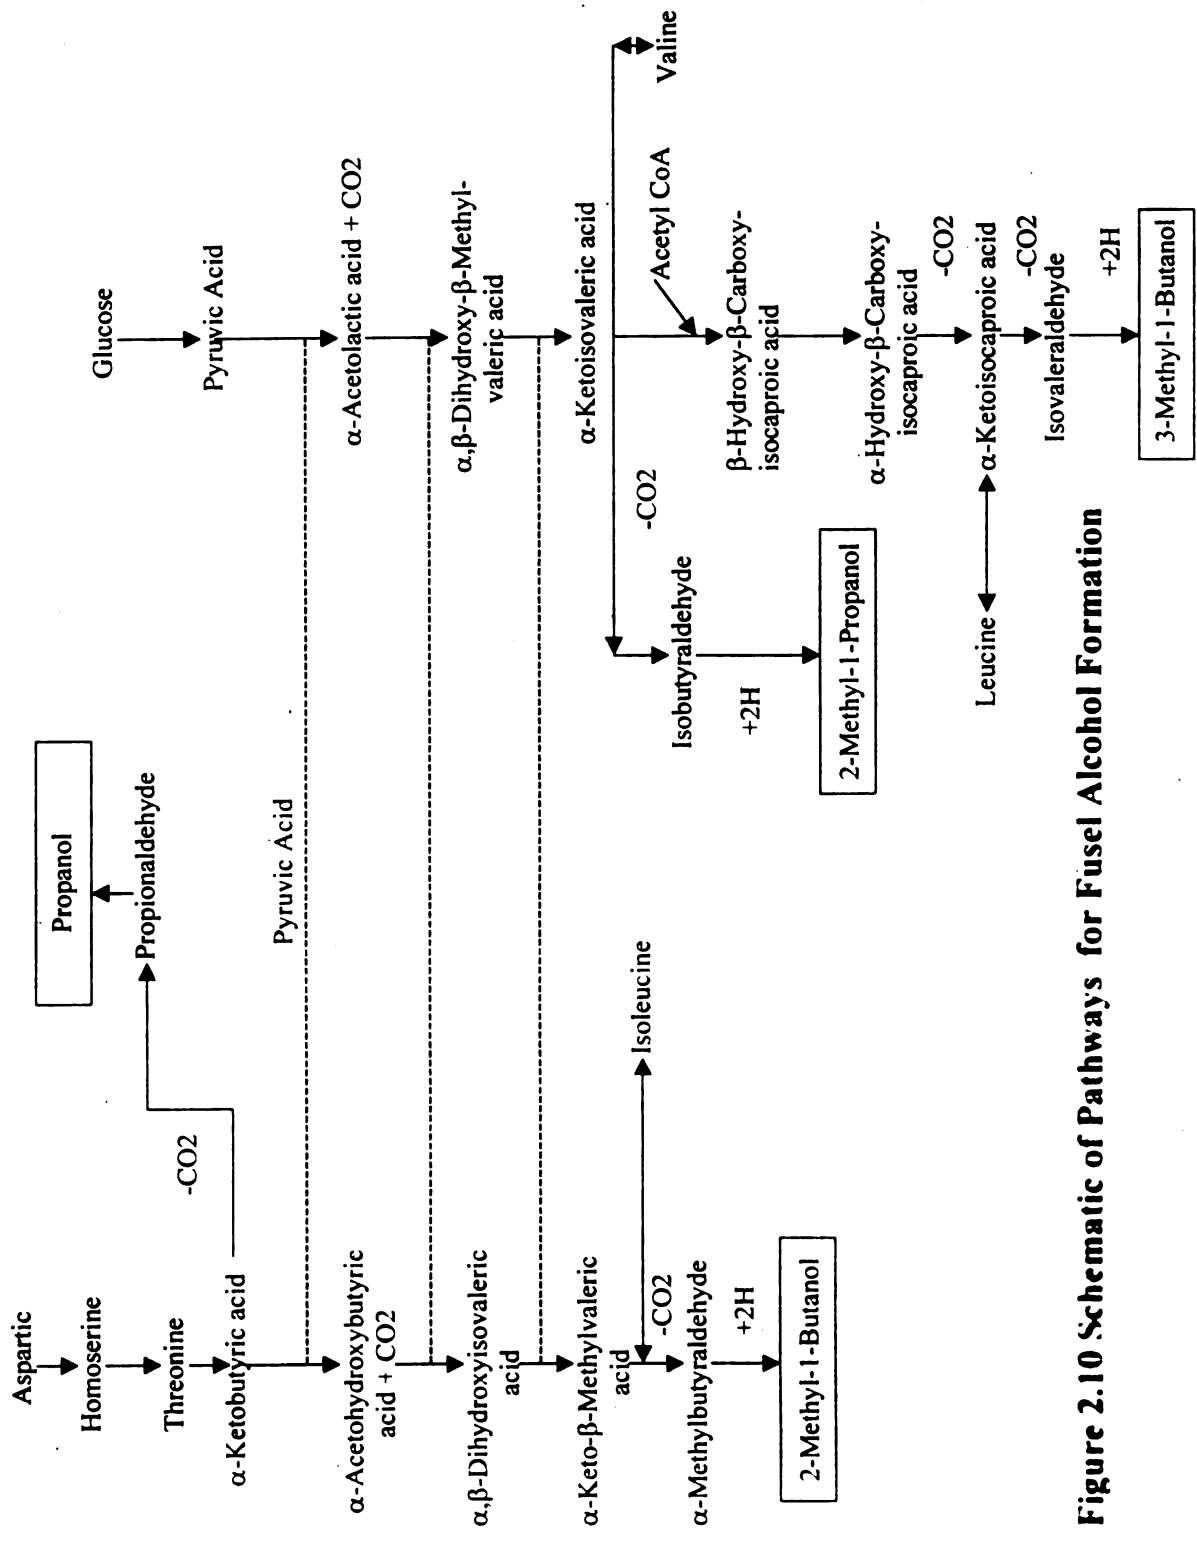 Aspartic
Homoserine
Threonine
α-Ketobutyric acid
-CO2
Propionaldehyde
Propanol
Pyruvic Acid
α-Acetohydroxybutyric
acid + CO2
α,β-Dihydroxyisovaleric
acid
α-Keto-β-Methylvaleric
acid
Isoleucine
-CO2
α-Methylbutyraldehyde
+2H
2-Methyl-1-Butanol
Glucose
Pyruvic Acid
α-Acetolactic acid + CO2
α,β-Dihydroxy-β-Methyl-
valeric acid
α-Ketoisovaleric acid
Valine
-CO2
Isobutyraldehyde
+2H
2-Methyl-1-Propanol
Acetyl CoA
β-Hydroxy-β-Carboxy-
isocaproic acid
α-Hydroxy-β-Carboxy-
isocaproic acid
-CO2
Leucine
α-Ketoisocaproic acid
-CO2
Isovaleraldehyde
+2H
3-Methyl-1-Butanol
Figure 2.10 Schematic of Pathways for Fusel Alcohol Formation